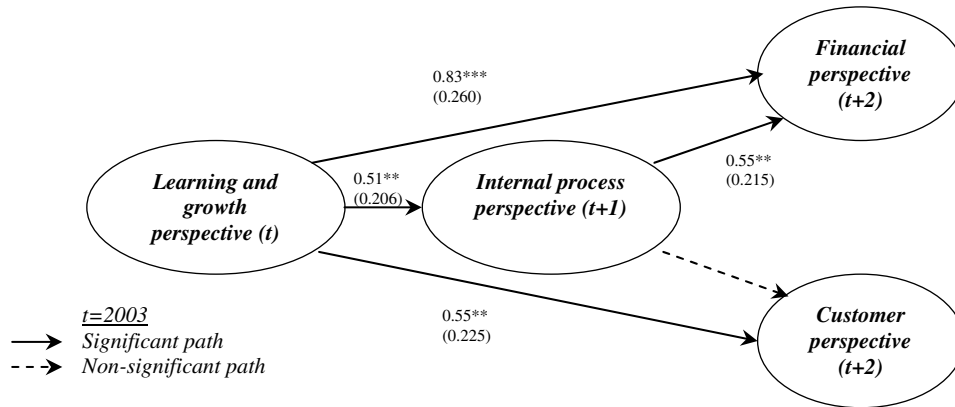 Financial
perspective
(t+2)
0.83***
(0.260)
Learning and
growth
perspective (t)
0.51**
(0.206)
Internal process
perspective (t+1)
0.55**
(0.215)
0.55**
(0.225)
Customer
perspective
(t+2)
t=2003
Significant path
Non-significant path